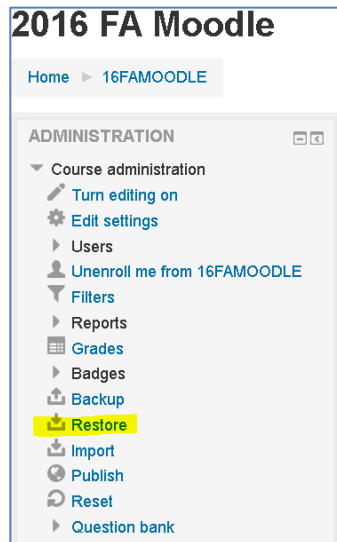 2016 FA Moodle
Home ► 16FAMOODLE
ADMINISTRATION
Course administration
Turn editing on
Edit settings
Users
Unenroll me from 16FAMOODLE
Filters
Reports
Grades
Badges
Backup
Restore
Import
Publish
Reset
Question bank